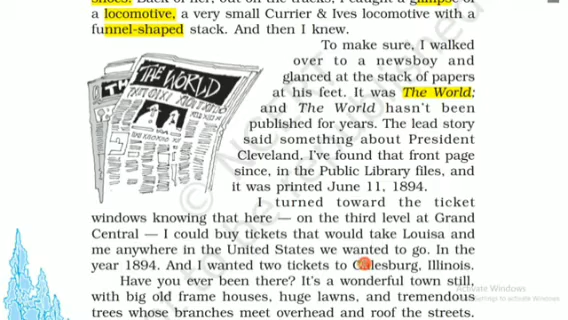 shoes. Back of her, out on the tracks, I caught a glimpse of
a locomotive, a very small Currier & Ives locomotive with a
funnel-shaped stack. And then I knew.
To make sure, I walked
over to a newsboy and
glanced at the stack of papers
at his feet. It was The World;
and The World hasn't been
published for years. The lead story
said something about President
Cleveland. I've found that front page
since, in the Public Library files, and
it was printed June 11, 1894.
THE WORLD
I turned toward the ticket
windows knowing that here — on the third level at Grand
Central — I could buy tickets that would take Louisa and
me anywhere in the United States we wanted to go. In the
year 1894. And I wanted two tickets to Galesburg, Illinois.
Have you ever been there? It's a wonderful town still,
with big old frame houses, huge lawns, and tremendous
trees whose branches meet overhead and roof the streets.
Activate Windows
settings to activate Windows